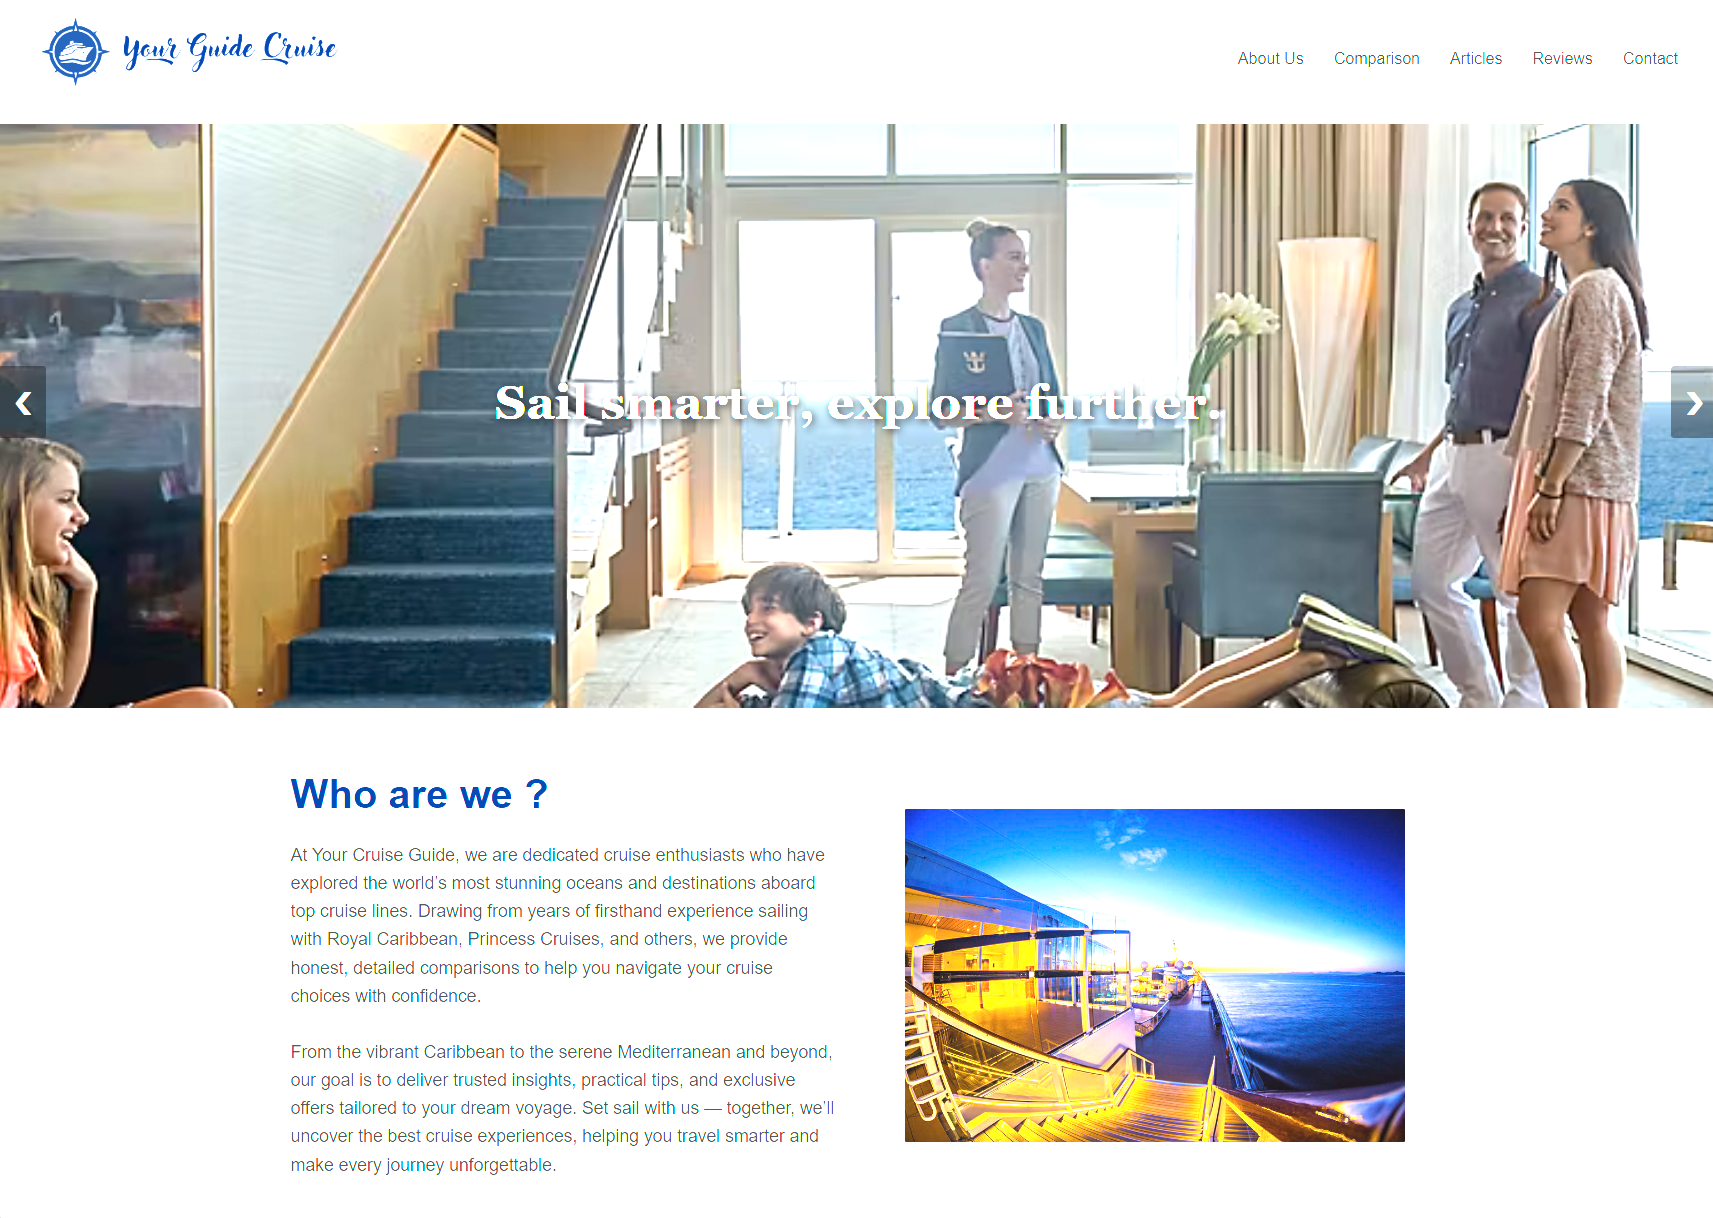 Your Guide Cruise
About Us Comparison Articles Reviews Contact
Sail smarter, explore further.
Who are we ?
At Your Cruise Guide, we are dedicated cruise enthusiasts who have
explored the world's most stunning oceans and destinations aboard
top cruise lines. Drawing from years of firsthand experience sailing
with Royal Caribbean, Princess Cruises, and others, we provide
honest, detailed comparisons to help you navigate your cruise
choices with confidence.
From the vibrant Caribbean to the serene Mediterranean and beyond,
our goal is to deliver trusted insights, practical tips, and exclusive
offers tailored to your dream voyage. Set sail with us — together, we'll
uncover the best cruise experiences, helping you travel smarter and
make every journey unforgettable.